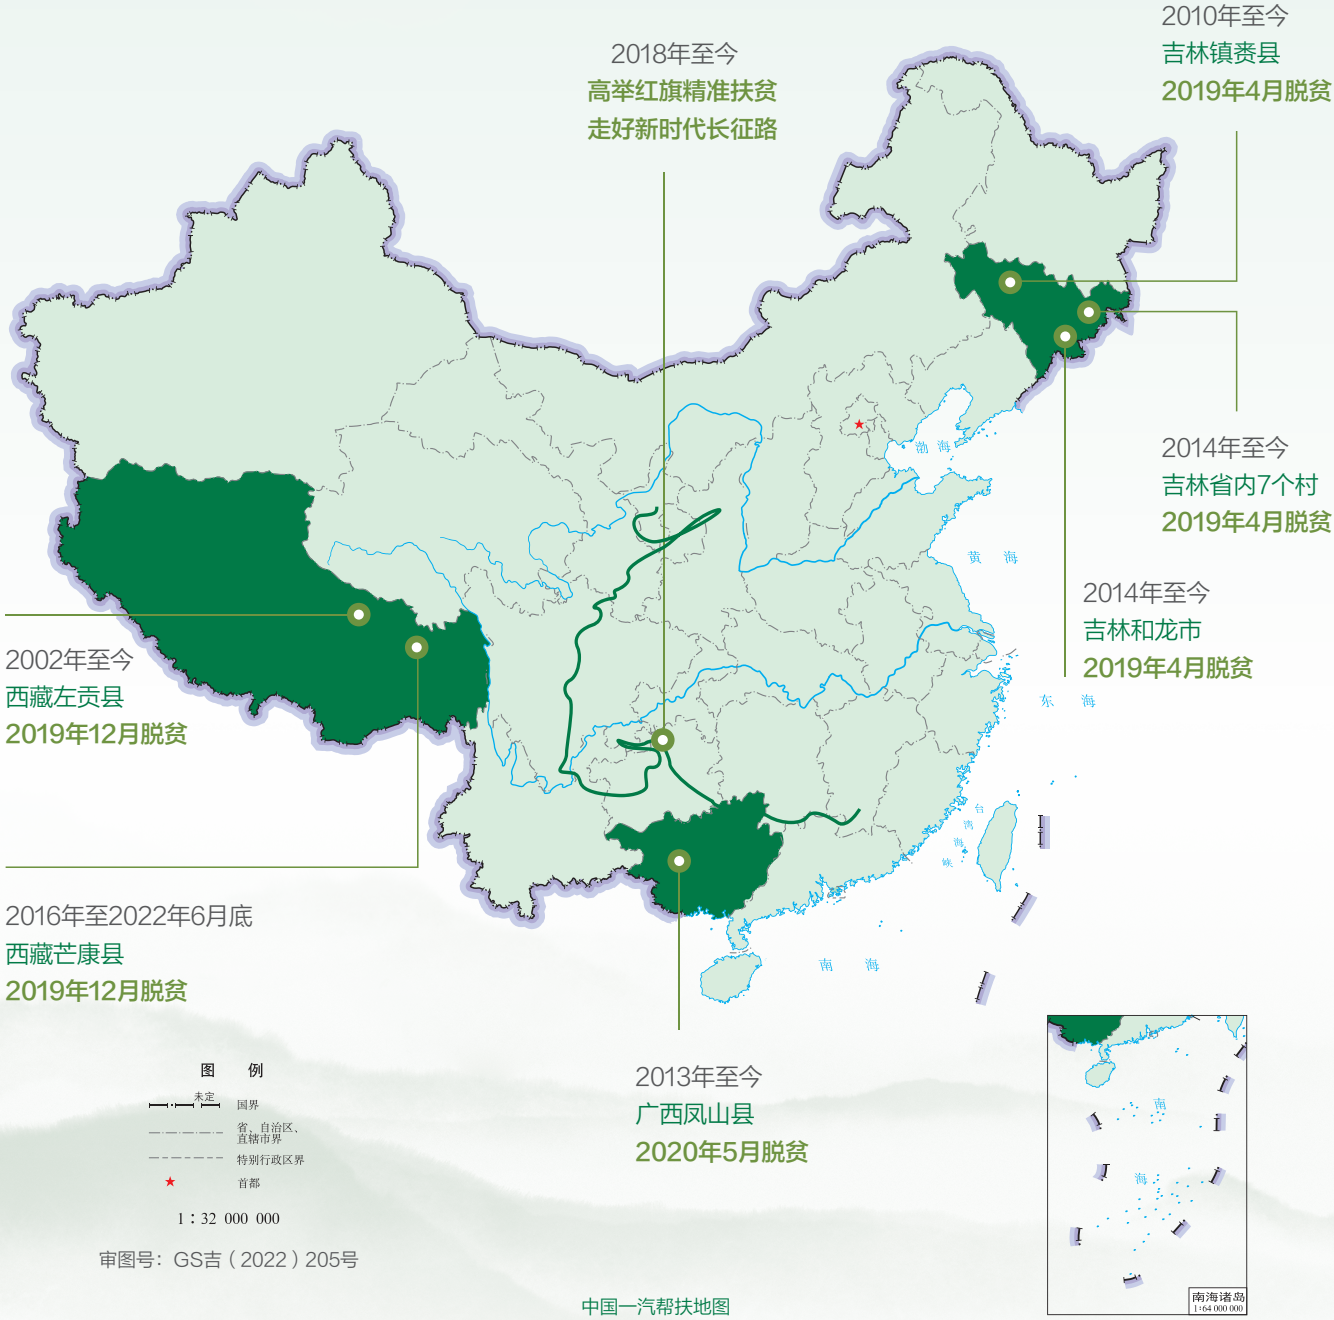 2010年至今
吉林镇赉县
2019年4月脱贫
2018年至今
高举红旗精准扶贫
走好新时代长征路
2014年至今
吉林省内7个村
2019年4月脱贫
2014年至今
吉林和龙市
2019年4月脱贫
渤 海
黄 海
东 海
台
湾
海
峡
南 海
2002年至今
西藏左贡县
2019年12月脱贫
2016年至2022年6月底
西藏芒康县
2019年12月脱贫
2013年至今
广西凤山县
2020年5月脱贫
图 例
未定
国界
省、自治区、
直辖市界
特别行政区界
首都
1：32 000 000
审图号：GS吉（2022）205号
南
海
南海诸岛
1:64 000 000
中国一汽帮扶地图